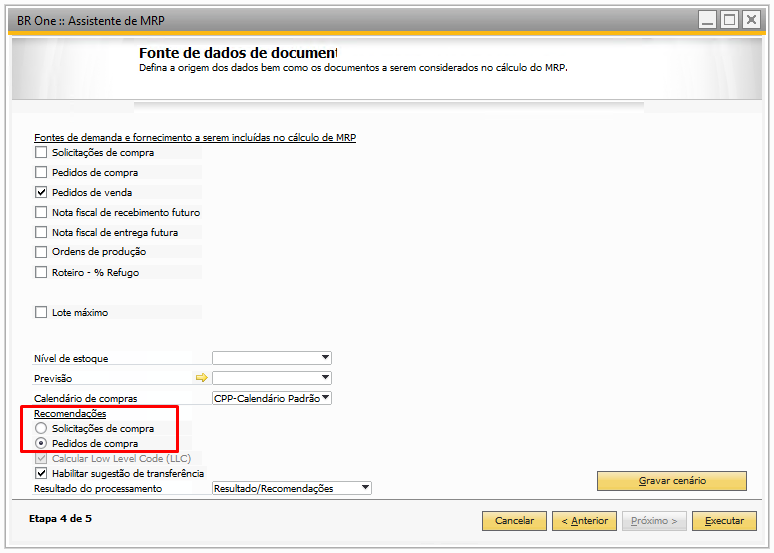 BR One :: Assistente de MRP
Fonte de dados de document
Defina a origem dos dados bem como os documentos a serem considerados no cálculo do MRP.
Fontes de demanda e fornecimento a serem incluídas no cálculo de MRP
Solicitações de compra
Pedidos de compra
Pedidos de venda
Nota fiscal de recebimento futuro
Nota fiscal de entrega futura
Ordens de produção
Roteiro - % Refugo
Lote máximo
Nível de estoque
Previsão
Calendário de compras CPP-Calendário Padrão
Recomendações
Solicitações de compra
Pedidos de compra
Calcular Low Level Code (LLC)
Habilitar sugestão de transferência
Resultado do processamento Resultado/Recomendações
Gravar cenário
Etapa 4 de 5
Cancelar < Anterior Próximo > Executar